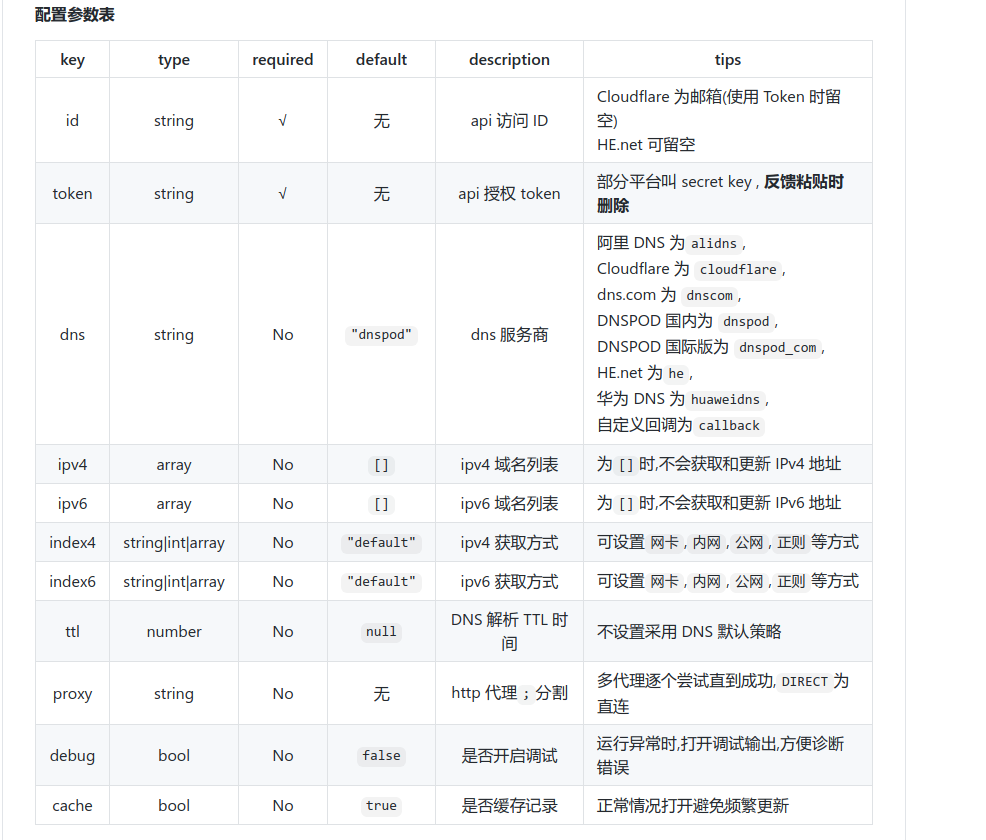 配置参数表
key type required default description tips
id string √ 无 api 访问 ID Cloudflare 为邮箱(使用 Token 时留
空)
HE.net 可留空
token string √ 无 api 授权 token 部分平台叫 secret key , 反馈粘贴时
删除
dns string No "dnspod" dns 服务商 阿里 DNS 为 alidns ,
Cloudflare 为 cloudflare ,
dns.com 为 dnscom ,
DNSPOD 国内为 dnspod ,
DNSPOD 国际版为 dnspod_com ,
HE.net 为 he ,
华为 DNS 为 huaweidns ,
自定义回调为 callback
ipv4 array No [] ipv4 域名列表 为 [] 时,不会获取和更新 IPv4 地址
ipv6 array No [] ipv6 域名列表 为 [] 时,不会获取和更新 IPv6 地址
index4 string|int|array No "default" ipv4 获取方式 可设置 网卡 , 内网 , 公网 , 正则 等方式
index6 string|int|array No "default" ipv6 获取方式 可设置 网卡 , 内网 , 公网 , 正则 等方式
ttl number No null DNS 解析 TTL 时
间 不设置采用 DNS 默认策略
proxy string No 无 http 代理 ; 分割 多代理逐个尝试直到成功, DIRECT 为
直连
debug bool No false 是否开启调试 运行异常时,打开调试输出,方便诊断
错误
cache bool No true 是否缓存记录 正常情况打开避免频繁更新